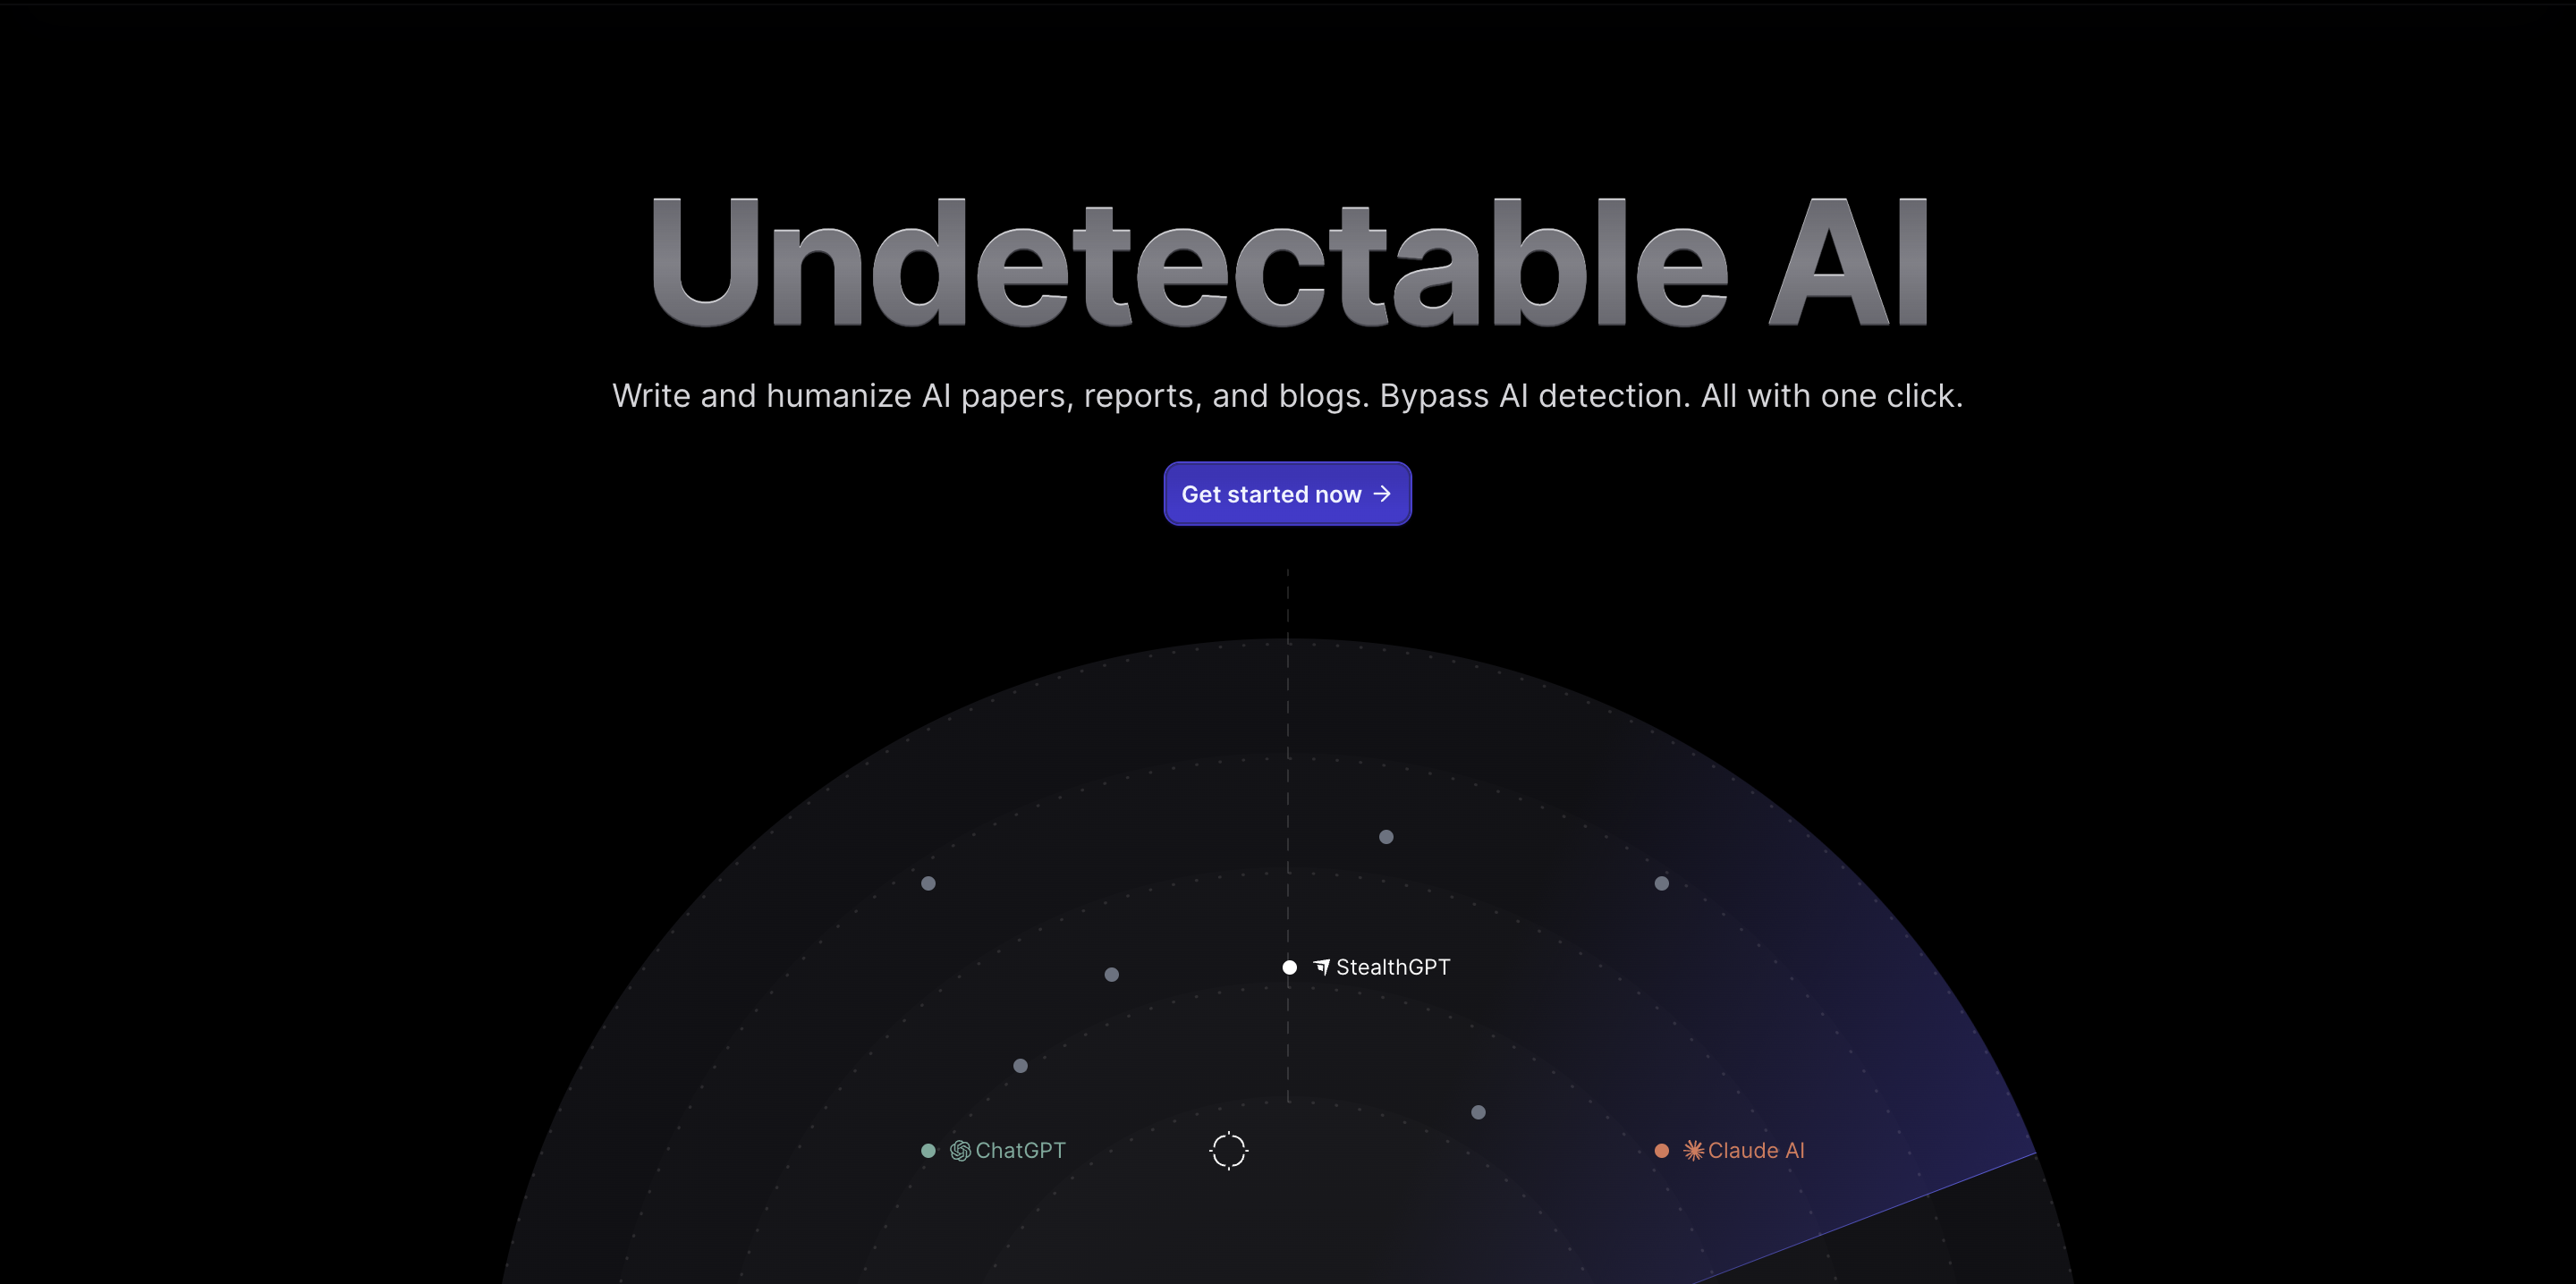 Undetectable AI
Write and humanize AI papers, reports, and blogs. Bypass AI detection. All with one click.
Get started now →
StealthGPT
ChatGPT
Claude AI